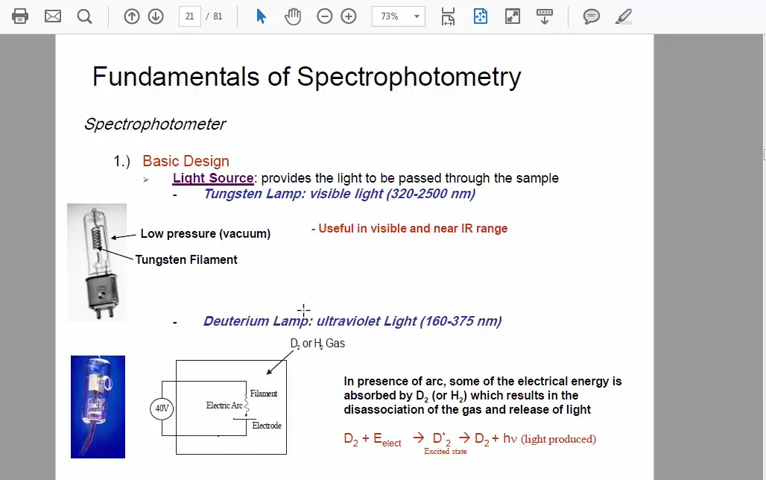 21 / 81
73%
Fundamentals of Spectrophotometry
Spectrophotometer
1.) Basic Design
Light Source: provides the light to be passed through the sample
- Tungsten Lamp: visible light (320-2500 nm)
Low pressure (vacuum)
- Useful in visible and near IR range
Tungsten Filament
- Deuterium Lamp: ultraviolet Light (160-375 nm)
D₂ or H₂ Gas
Filament
Electric Arc
40V
Electrode
In presence of arc, some of the electrical energy is
absorbed by D₂ (or H₂) which results in the
disassociation of the gas and release of light
D₂ + Eelect → D*₂ → D₂ + hν (light produced)
Excited state